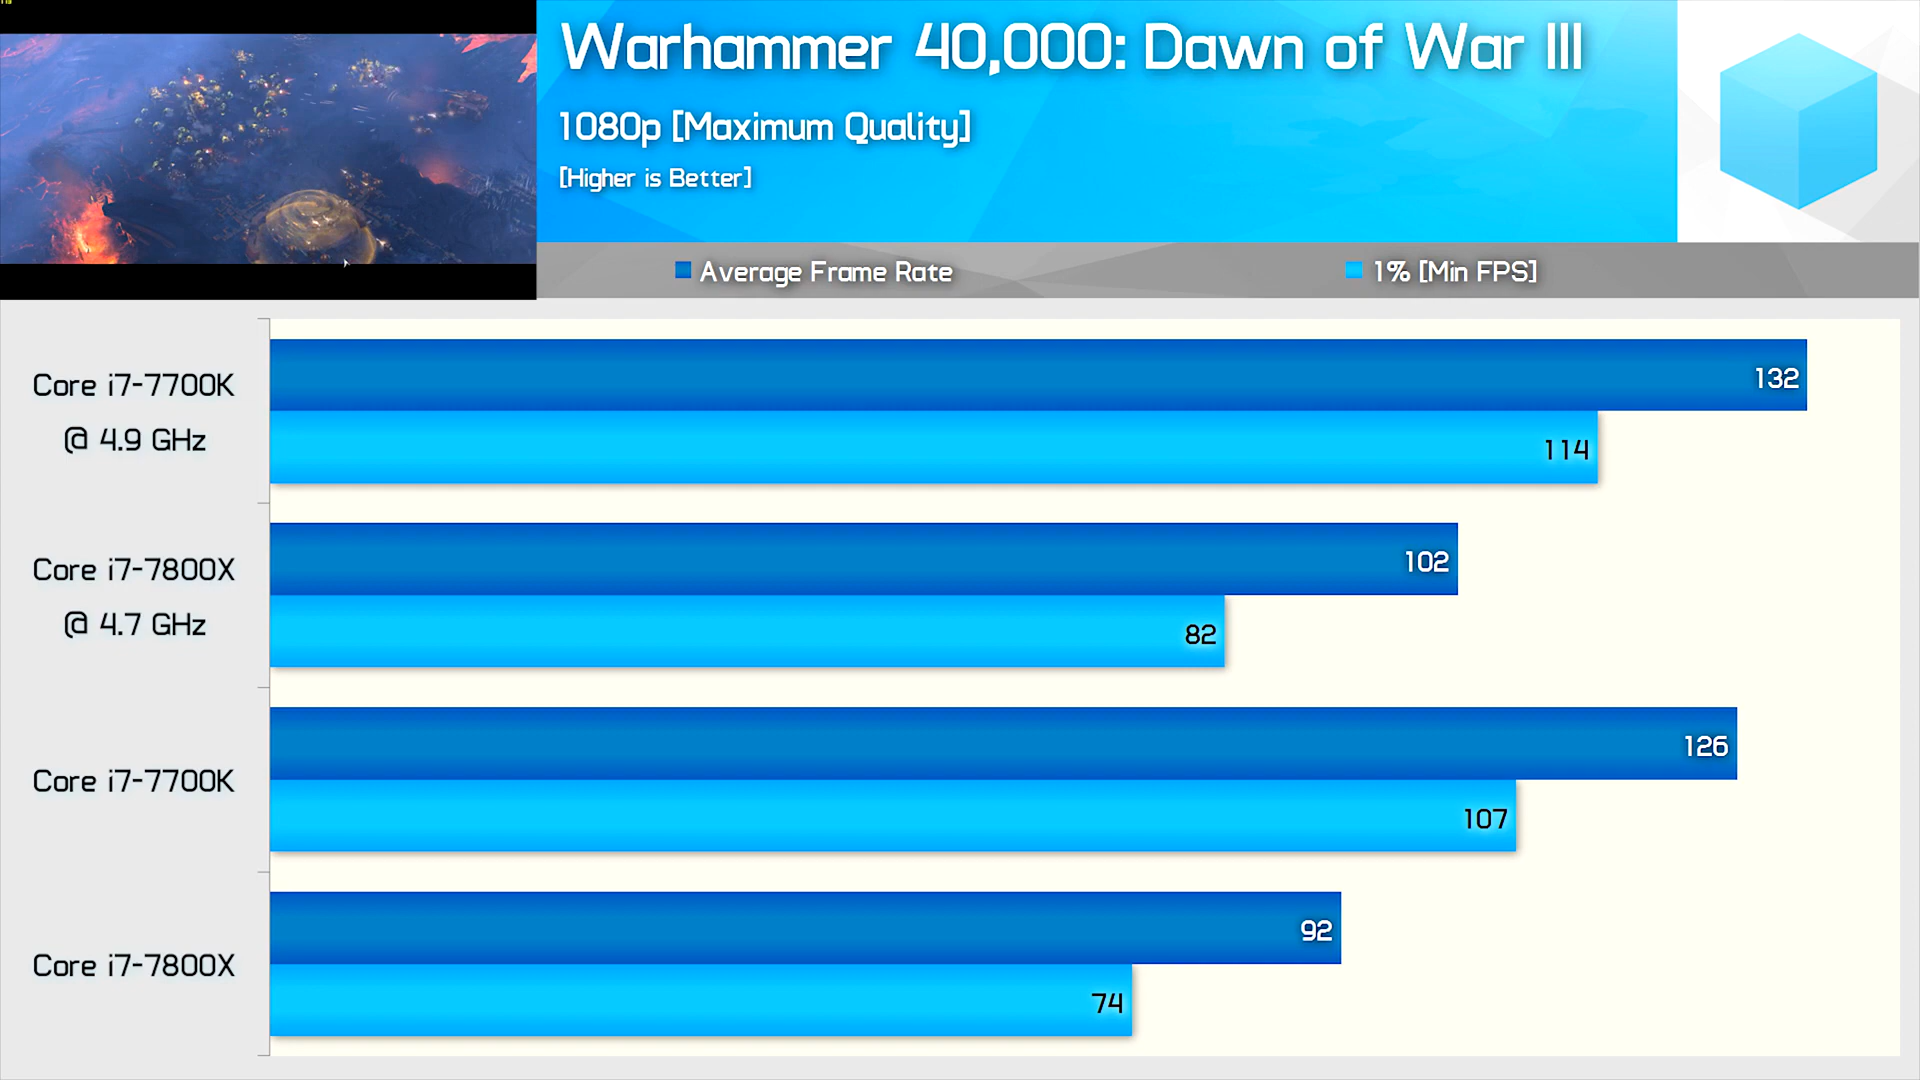 Warhammer 40,000: Dawn of War III
1080p [Maximum Quality]
[Higher is Better]
Average Frame Rate
1% [Min FPS]
Core i7-7700K
@ 4.9 GHz
132
114
Core i7-7800X
@ 4.7 GHz
102
82
Core i7-7700K
126
107
Core i7-7800X
92
74